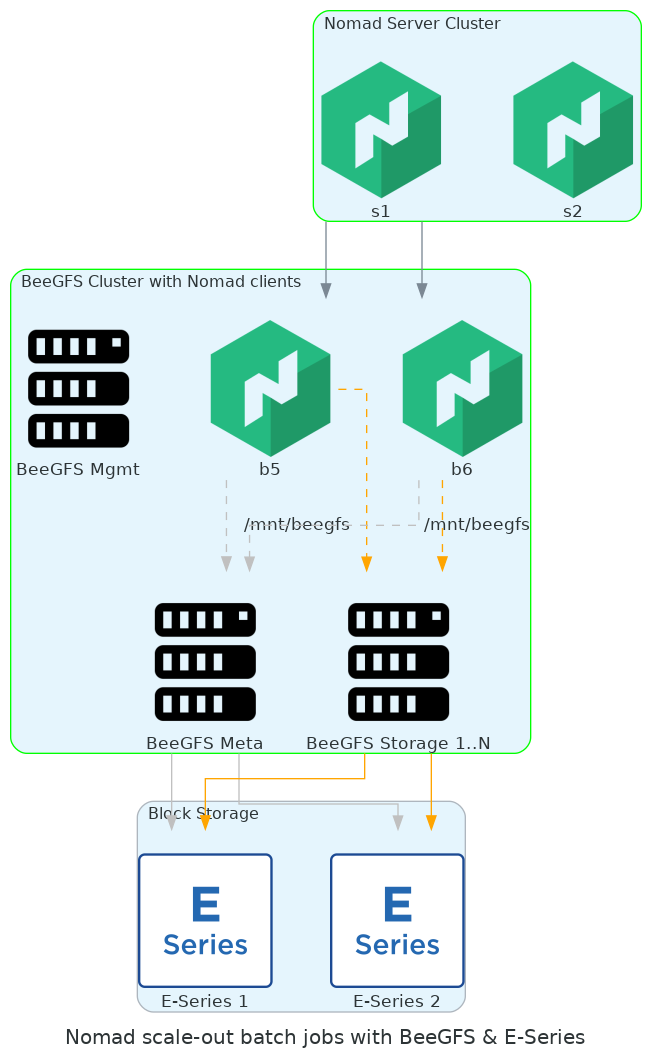 Nomad Server Cluster
s1
s2
BeeGFS Cluster with Nomad clients
BeeGFS Mgmt
b5
b6
/mnt/beegfs
/mnt/beegfs
BeeGFS Meta
BeeGFS Storage 1..N
Block Storage
E
Series
E
Series
E-Series 1
E-Series 2
Nomad scale-out batch jobs with BeeGFS & E-Series